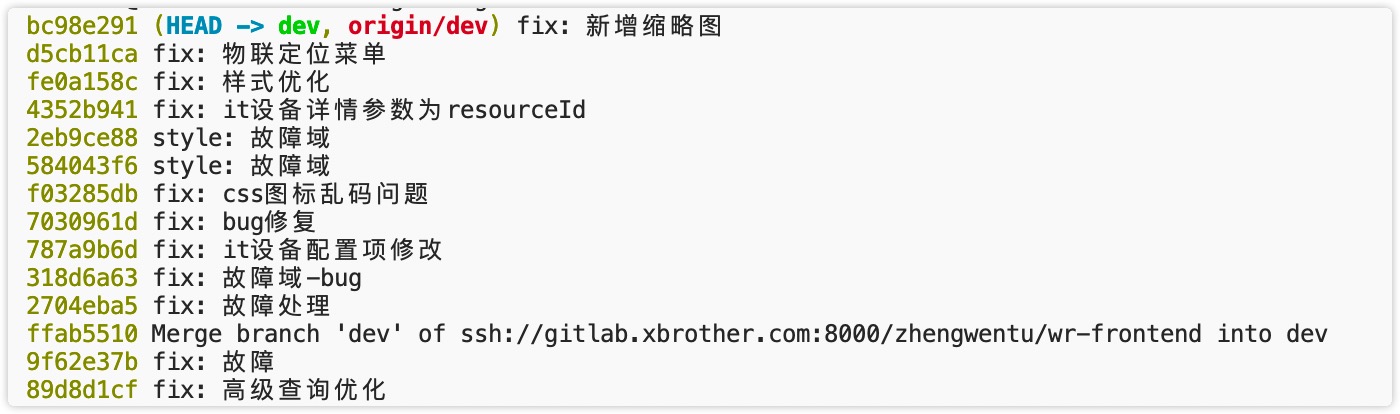 bc98e291 (HEAD -> dev, origin/dev) fix: 新增缩略图
d5cb11ca fix: 物联定位菜单
fe0a158c fix: 样式优化
4352b941 fix: it设备详情参数为resourceId
2eb9ce88 style: 故障域
584043f6 style: 故障域
f03285db fix: css图标乱码问题
7030961d fix: bug修复
787a9b6d fix: it设备配置项修改
318d6a63 fix: 故障域-bug
2704eba5 fix: 故障处理
ffab5510 Merge branch 'dev' of ssh://gitlab.xbrother.com:8000/zhengwentu/wr-frontend into dev
9f62e37b fix: 故障
89d8d1cf fix: 高级查询优化